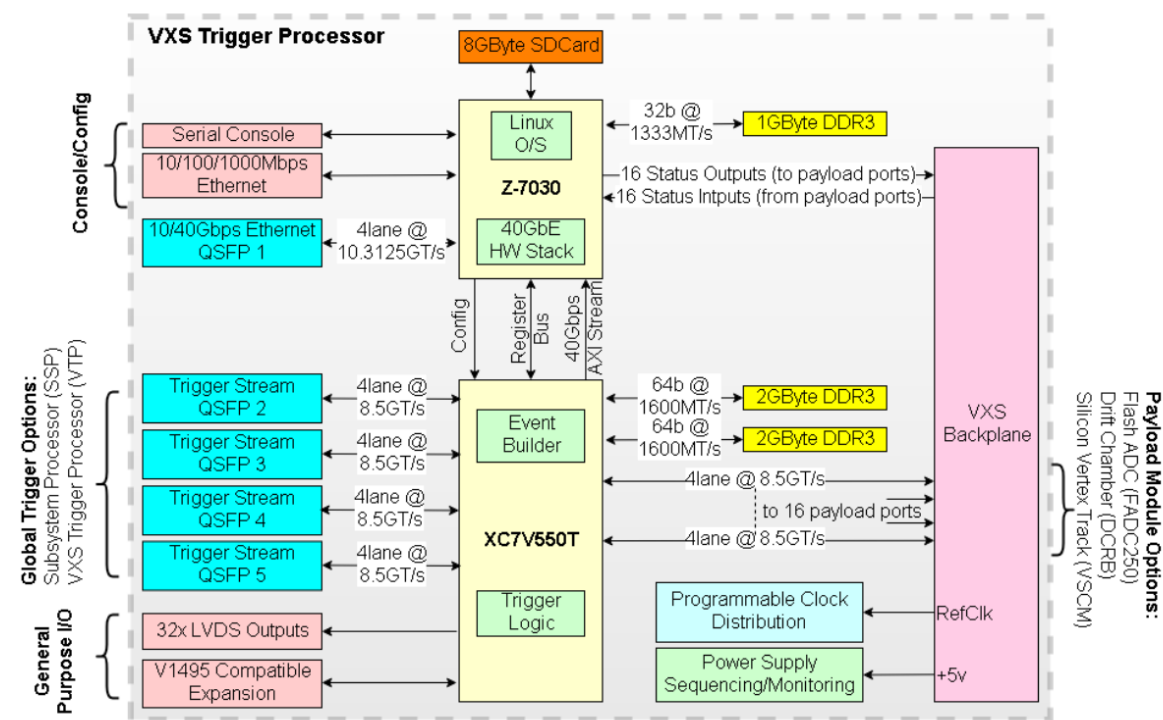 VXS Trigger Processor
8GByte SDCard
Console/Config
Serial Console
10/100/1000Mbps
Ethernet
10/40Gbps Ethernet
QSFP 1
4lane @
10.3125GT/s
Linux
O/S
Z-7030
40GbE
HW Stack
32b @
1333MT/s
1GByte DDR3
16 Status Outputs (to payload ports)
16 Status Intputs (from payload ports)
Config
Register
Bus
40Gbps
AXI Stream
Global Trigger Options:
Subsystem Processor (SSP)
VXS Trigger Processor (VTP)
Trigger Stream
QSFP 2
4lane @
8.5GT/s
Trigger Stream
QSFP 3
4lane @
8.5GT/s
Trigger Stream
QSFP 4
4lane @
8.5GT/s
Trigger Stream
QSFP 5
4lane @
8.5GT/s
Event
Builder
XC7V550T
Trigger
Logic
64b @
1600MT/s
2GByte DDR3
64b @
1600MT/s
2GByte DDR3
4lane @ 8.5GT/s
to 16 payload ports
4lane @ 8.5GT/s
VXS
Backplane
Payload Module Options:
Flash ADC (FADC250)
Drift Chamber (DCRB)
Silicon Vertex Track (VSCM)
General
Purpose I/O
32x LVDS Outputs
V1495 Compatible
Expansion
Programmable Clock
Distribution
RefClk
Power Supply
Sequencing/Monitoring
+5v